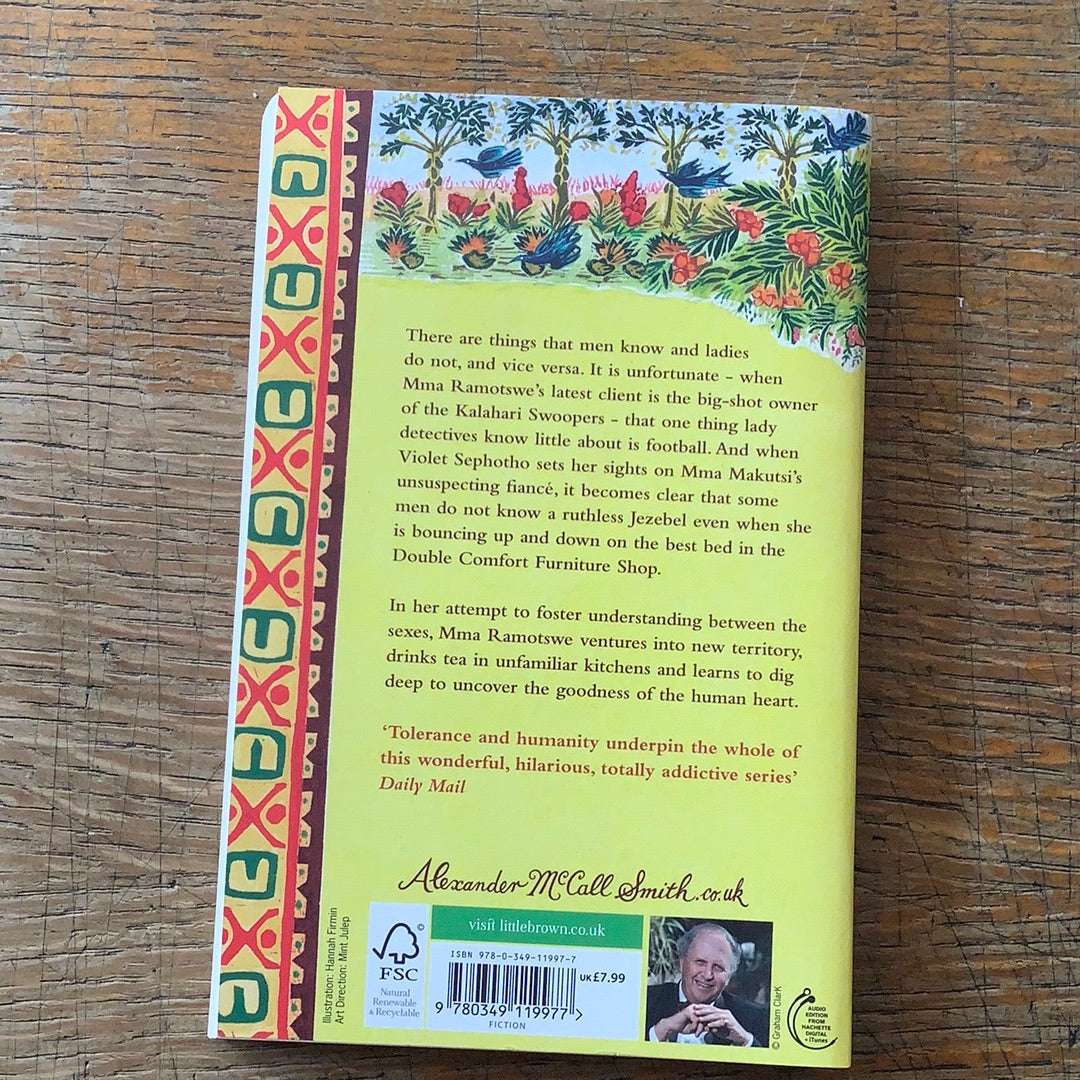 There are things that men know and ladies
do not, and vice versa. It is unfortunate – when
Mma Ramotswe's latest client is the big-shot owner
of the Kalahari Swoopers – that one thing lady
detectives know little about is football. And when
Violet Sephotho sets her sights on Mma Makutsi's
unsuspecting fiancé, it becomes clear that some
men do not know a ruthless Jezebel even when she
is bouncing up and down on the best bed in the
Double Comfort Furniture Shop.
In her attempt to foster understanding between the
sexes, Mma Ramotswe ventures into new territory,
drinks tea in unfamiliar kitchens and learns to dig
deep to uncover the goodness of the human heart.
'Tolerance and humanity underpin the whole of
this wonderful, hilarious, totally addictive series'
Daily Mail
Alexander McCall Smith.co.uk
Illustration: Hannah Firmin
Art Direction: Mint Julep
©
FSC
Natural
Renewable
& Recyclable
visit littlebrown.co.uk
ISBN 978-0-349-11997-7
UK £7.99
9 780349 119977 >
FICTION
© Graham Clark
AUDIO
EDITION
FROM
HACHETTE
DIGITAL
+ iTunes